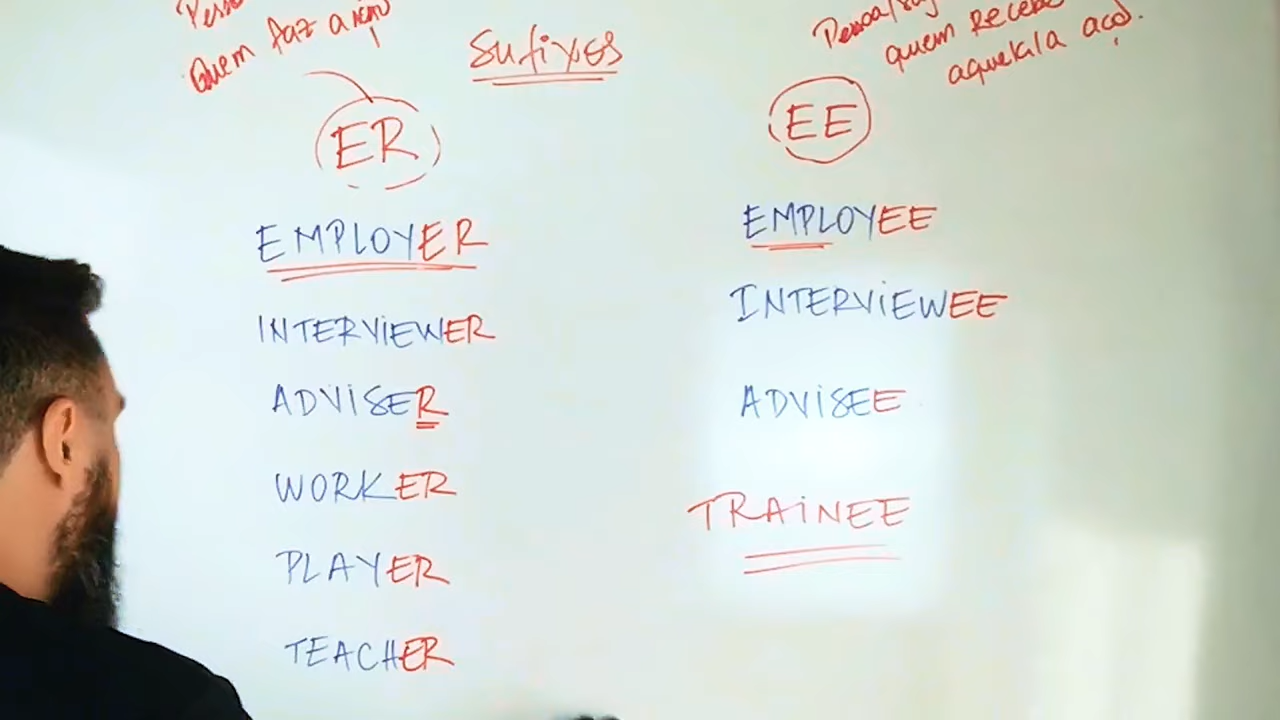 Quem faz a ação
Sufixos
quem recebe
aquela ação.
ER
EE
EMPLOYER
EMPLOYEE
INTERVIEWER
INTERVIEWEE
ADVISER
ADVISEE
WORKER
TRAINEE
PLAYER
TEACHER